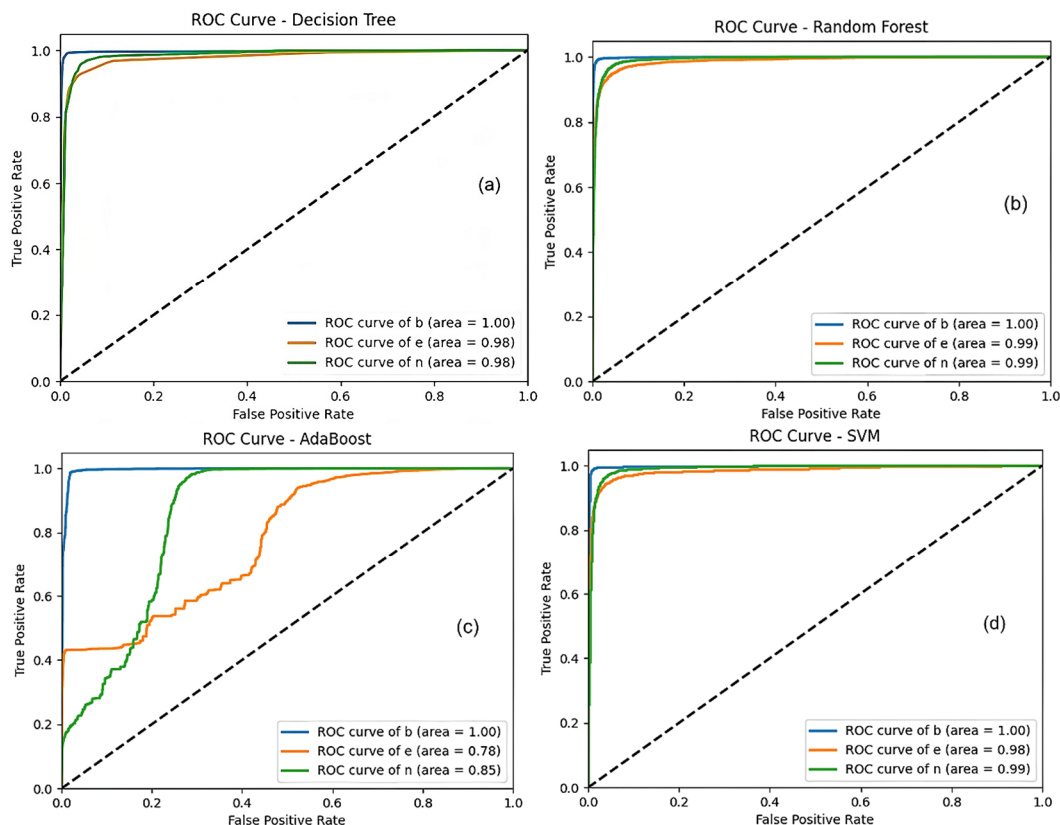 ROC Curve - Decision Tree
1.0
0.8
0.6
0.4
0.2
0.0
True Positive Rate
(a)
ROC curve of b (area = 1.00)
ROC curve of e (area = 0.98)
ROC curve of n (area = 0.98)
0.0 0.2 0.4 0.6 0.8 1.0
False Positive Rate
ROC Curve - Random Forest
1.0
0.8
0.6
0.4
0.2
0.0
True Positive Rate
(b)
ROC curve of b (area = 1.00)
ROC curve of e (area = 0.99)
ROC curve of n (area = 0.99)
0.0 0.2 0.4 0.6 0.8 1.0
False Positive Rate
ROC Curve - AdaBoost
1.0
0.8
0.6
0.4
0.2
0.0
True Positive Rate
(c)
ROC curve of b (area = 1.00)
ROC curve of e (area = 0.78)
ROC curve of n (area = 0.85)
0.0 0.2 0.4 0.6 0.8 1.0
False Positive Rate
ROC Curve - SVM
1.0
0.8
0.6
0.4
0.2
0.0
True Positive Rate
(d)
ROC curve of b (area = 1.00)
ROC curve of e (area = 0.98)
ROC curve of n (area = 0.99)
0.0 0.2 0.4 0.6 0.8 1.0
False Positive Rate